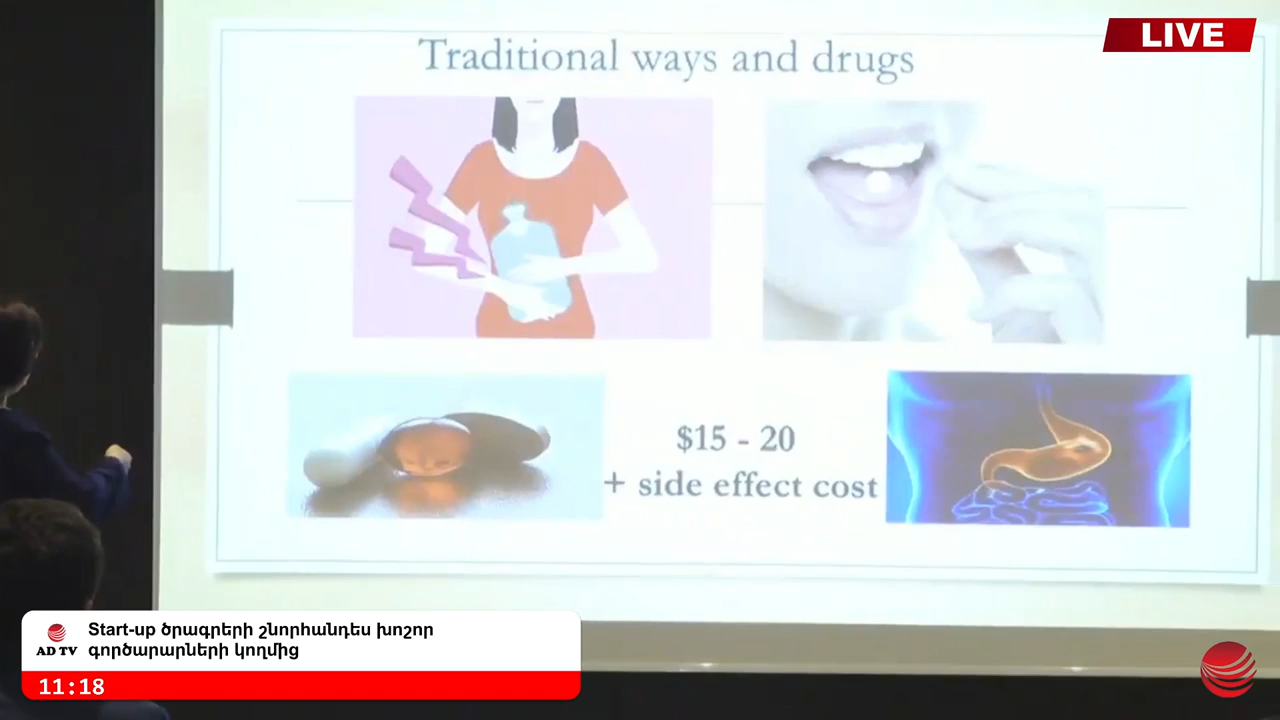 LIVE
Traditional ways and drugs
$15 - 20
+ side effect cost
AD TV
Start-up ծրագրերի շնորհանդես խոշոր
գործարարների կողմից
11:18